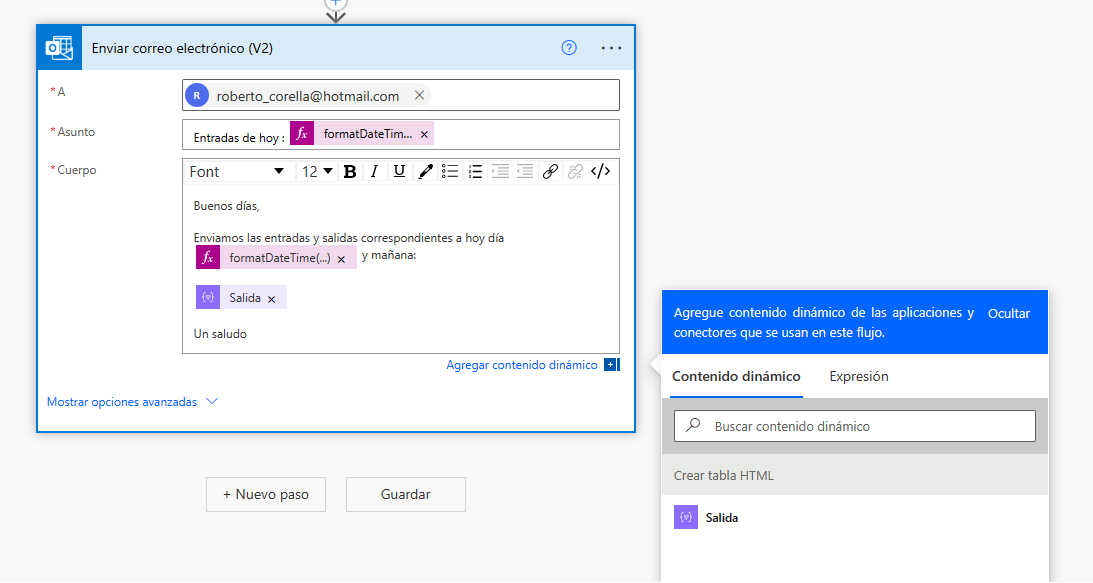 Enviar correo electrónico (V2)
* A
R roberto_corella@hotmail.com
* Asunto
Entradas de hoy : fx formatDateTim...
* Cuerpo
Font 12 B I U </>
Buenos días,
Enviamos las entradas y salidas correspondientes a hoy día
fx formatDateTime(...) y mañana:
Salida
Un saludo
Agregar contenido dinámico
Mostrar opciones avanzadas
+ Nuevo paso
Guardar
Agregue contenido dinámico de las aplicaciones y
conectores que se usan en este flujo.
Ocultar
Contenido dinámico
Expresión
Buscar contenido dinámico
Crear tabla HTML
Salida